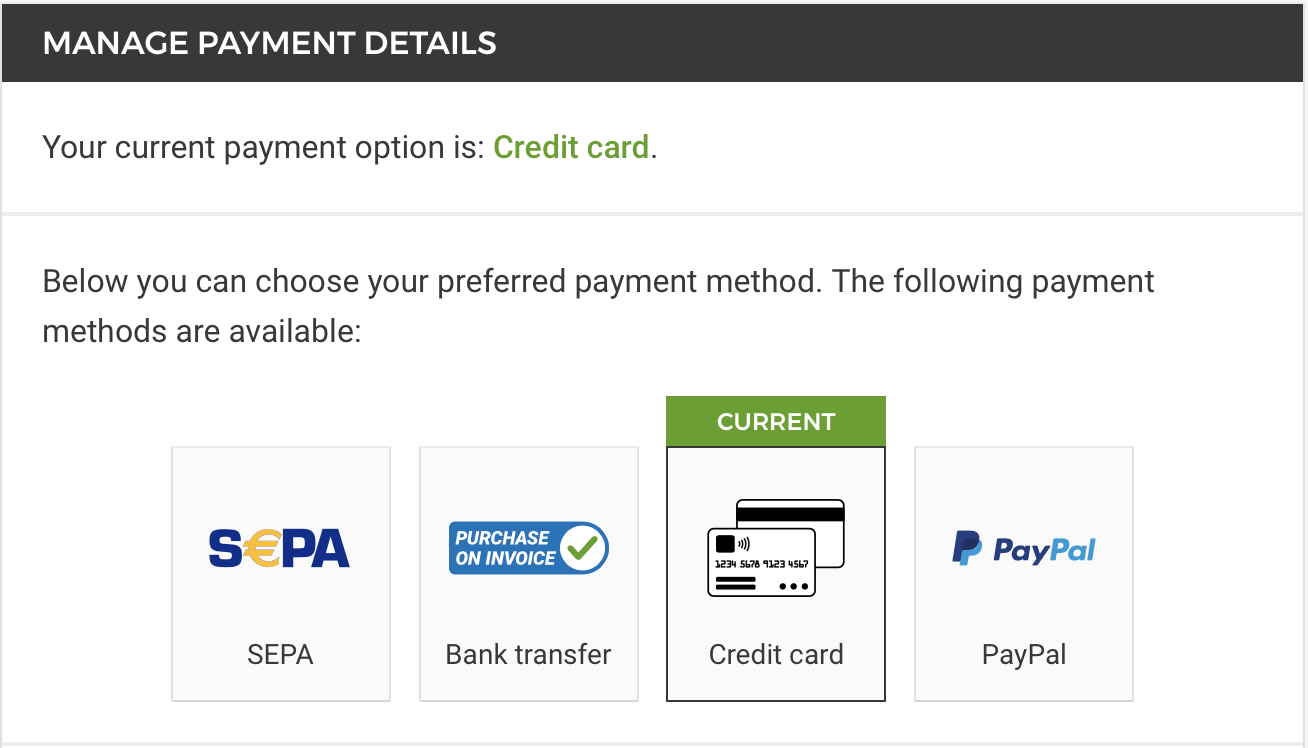 MANAGE PAYMENT DETAILS
Your current payment option is: Credit card.
Below you can choose your preferred payment method. The following payment
methods are available:
CURRENT
S€PA
PURCHASE
ON INVOICE
1234 5678 9123 4567
PayPal
SEPA
Bank transfer
Credit card
PayPal